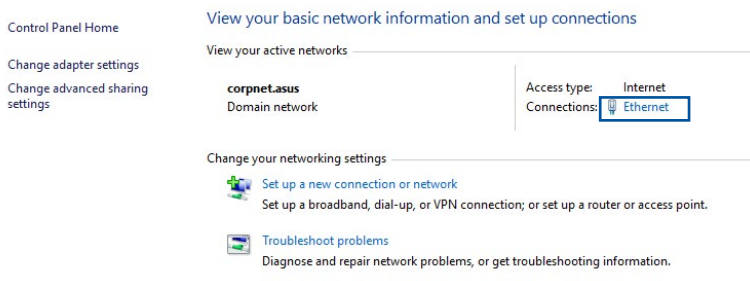 Control Panel Home
Change adapter settings
Change advanced sharing
settings
View your basic network information and set up connections
View your active networks
corpnet.asus
Domain network
Access type: Internet
Connections: Ethernet
Change your networking settings
Set up a new connection or network
Set up a broadband, dial-up, or VPN connection; or set up a router or access point.
Troubleshoot problems
Diagnose and repair network problems, or get troubleshooting information.